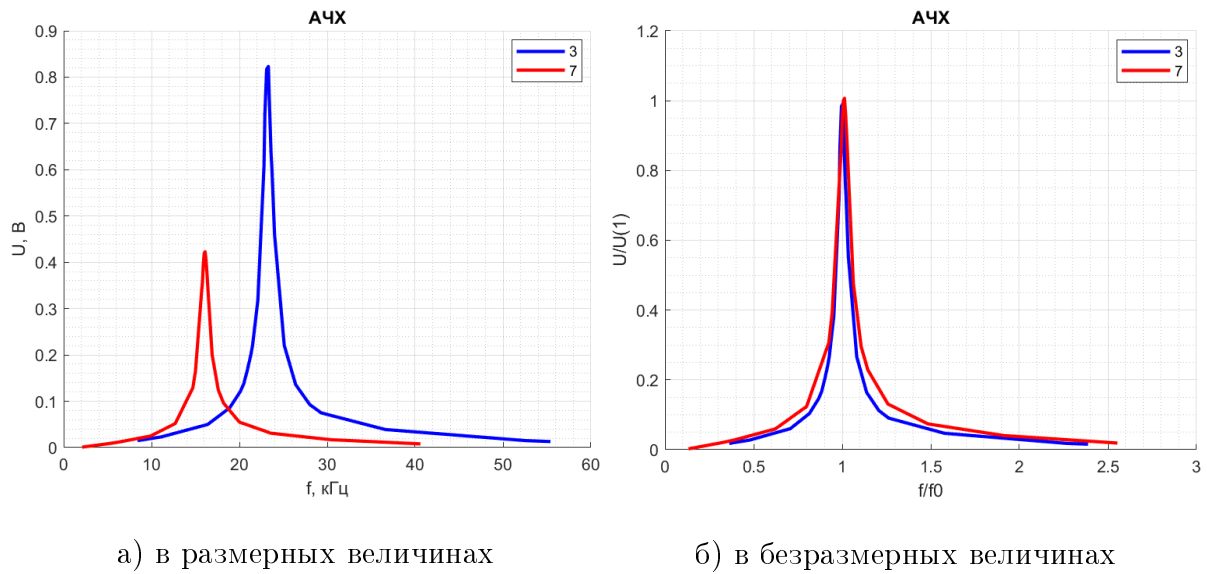 АЧХ
0.9
0.8
0.7
0.6
0.5
0.4
0.3
0.2
0.1
0
U, В
0 10 20 30 40 50 60
f, кГц
3
7
а) в размерных величинах
АЧХ
1.2
1
0.8
0.6
0.4
0.2
0
U/U(1)
0 0.5 1 1.5 2 2.5 3
f/f0
3
7
б) в безразмерных величинах